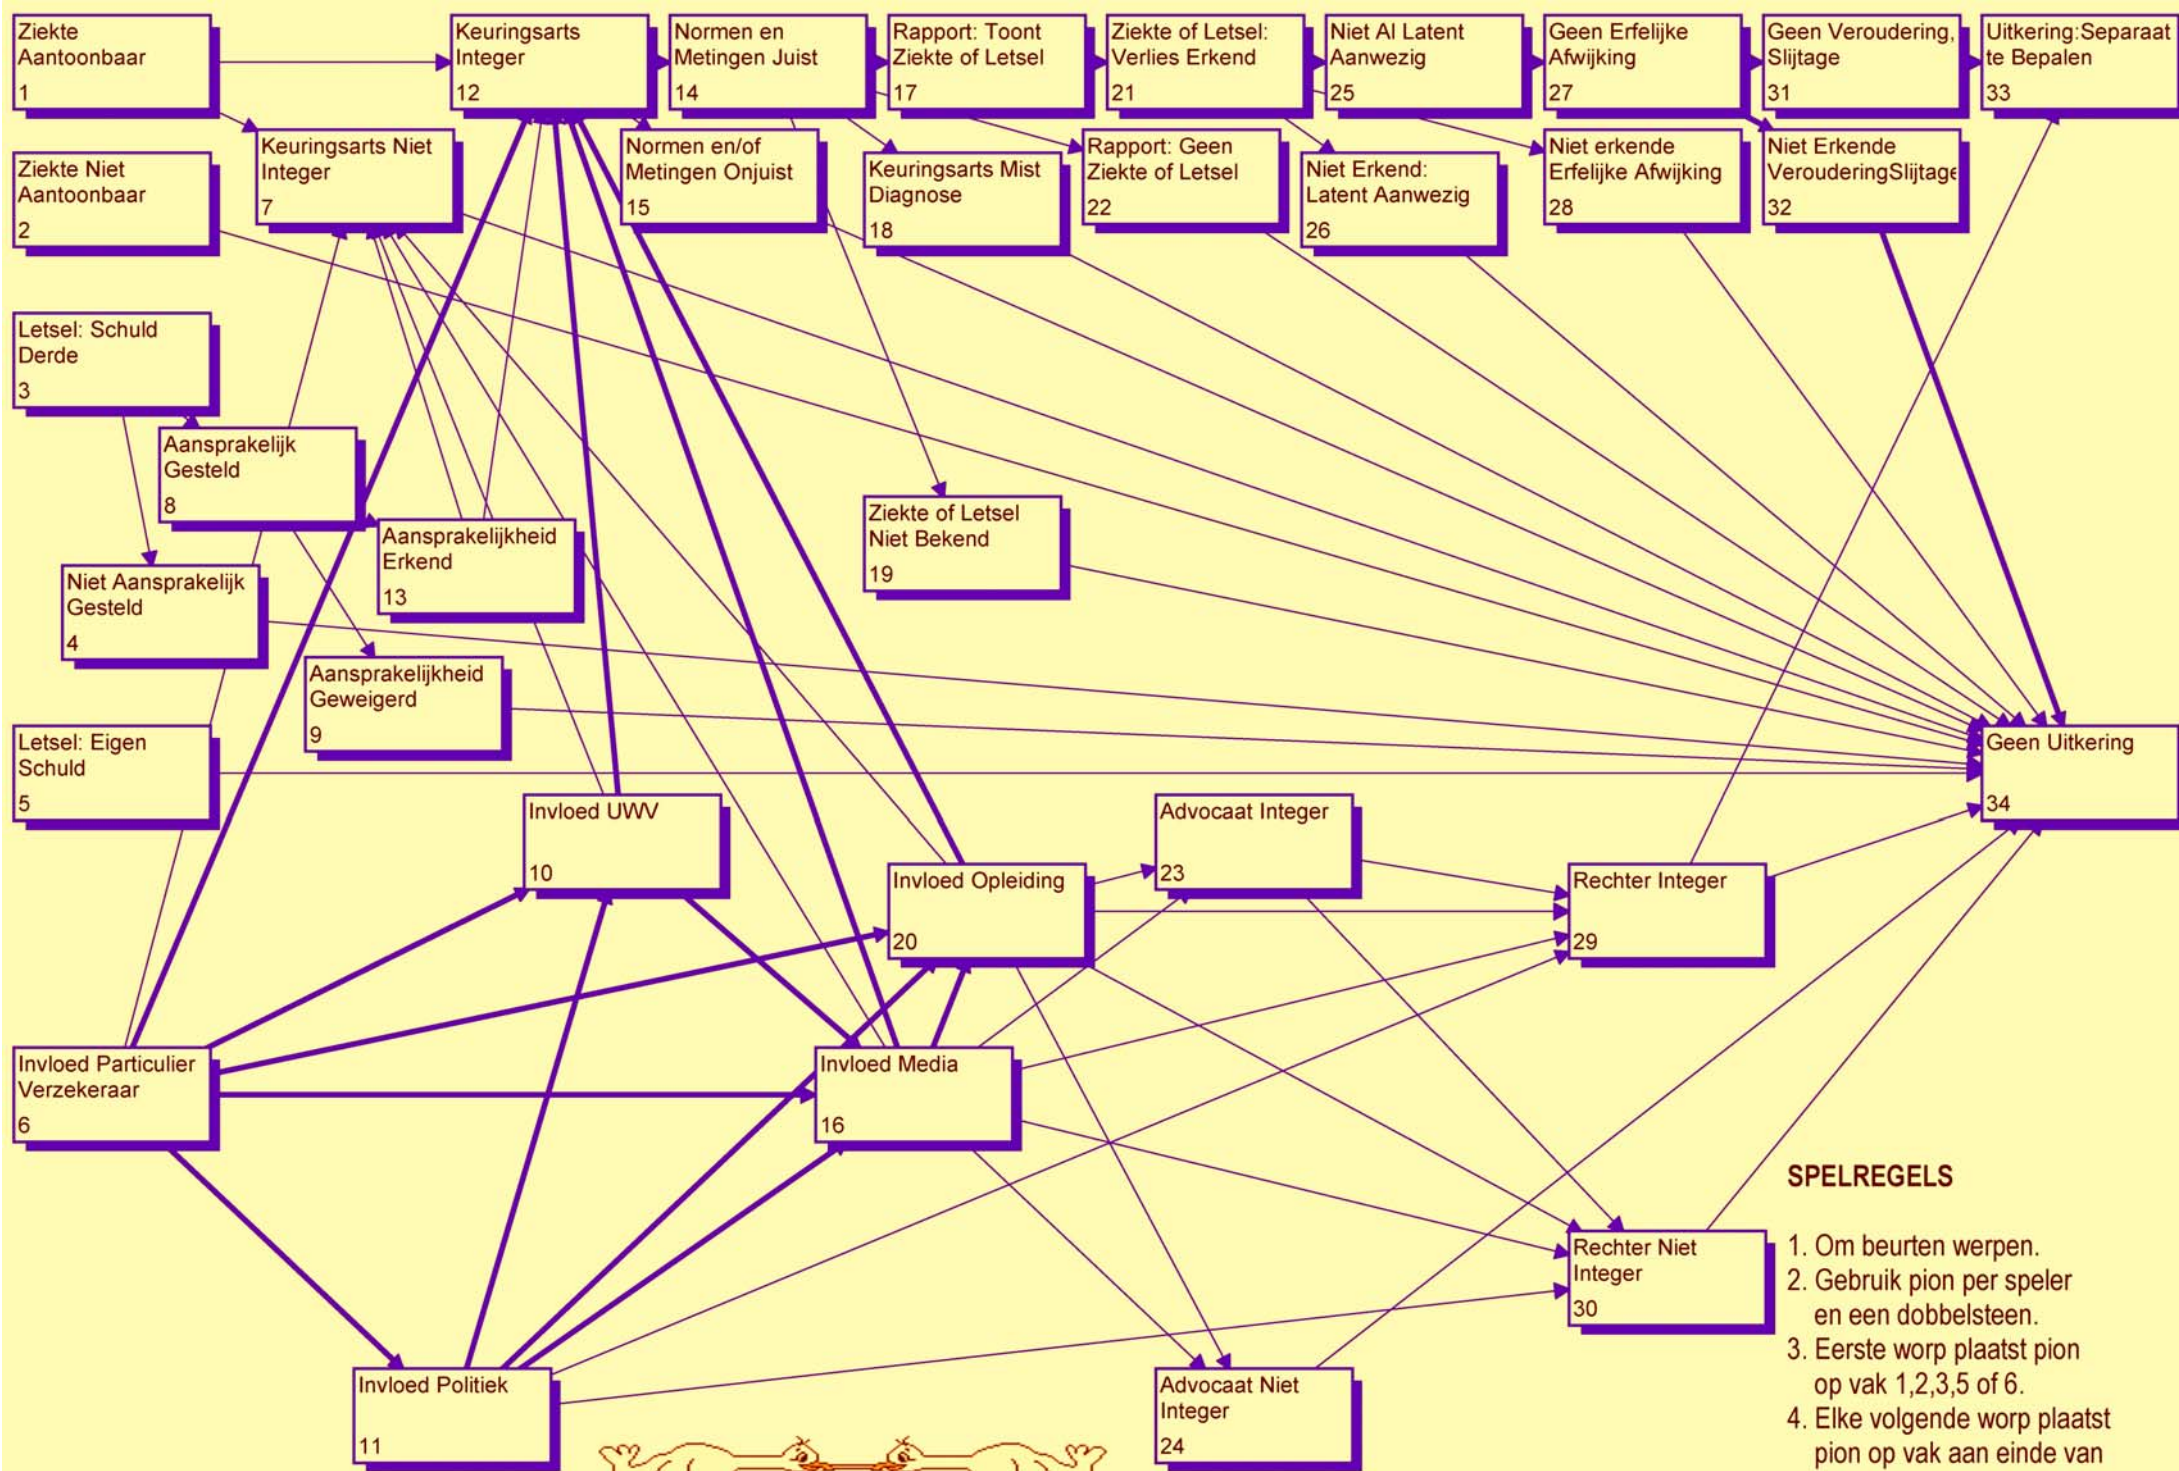 Ziekte
Aantoonbaar
1
Keuringsarts
Integer
12
Normen en
Metingen Juist
14
Rapport: Toont
Ziekte of Letsel
17
Ziekte of Letsel:
Verlies Erkend
21
Niet Al Latent
Aanwezig
25
Geen Erfelijke
Afwijking
27
Geen Veroudering,
Slijtage
31
Uitkering:Separaat
te Bepalen
33
Ziekte Niet
Aantoonbaar
2
Keuringsarts Niet
Integer
7
Normen en/of
Metingen Onjuist
15
Keuringsarts Mist
Diagnose
18
Rapport: Geen
Ziekte of Letsel
22
Niet Erkend:
Latent Aanwezig
26
Niet erkende
Erfelijke Afwijking
28
Niet Erkende
VerouderingSlijtage
32
Letsel: Schuld
Derde
3
Aansprakelijk
Gesteld
8
Aansprakelijkheid
Erkend
13
Ziekte of Letsel
Niet Bekend
19
Niet Aansprakelijk
Gesteld
4
Aansprakelijkheid
Geweigerd
9
Letsel: Eigen
Schuld
5
Geen Uitkering
34
Invloed UWV
10
Advocaat Integer
23
Invloed Opleiding
20
Rechter Integer
29
Invloed Particulier
Verzekeraar
6
Invloed Media
16
Rechter Niet
Integer
30
Invloed Politiek
11
Advocaat Niet
Integer
24
SPELREGELS
1. Om beurten werpen.
2. Gebruik pion per speler
en een dobbelsteen.
3. Eerste worp plaatst pion
op vak 1,2,3,5 of 6.
4. Elke volgende worp plaatst
pion op vak aan einde van